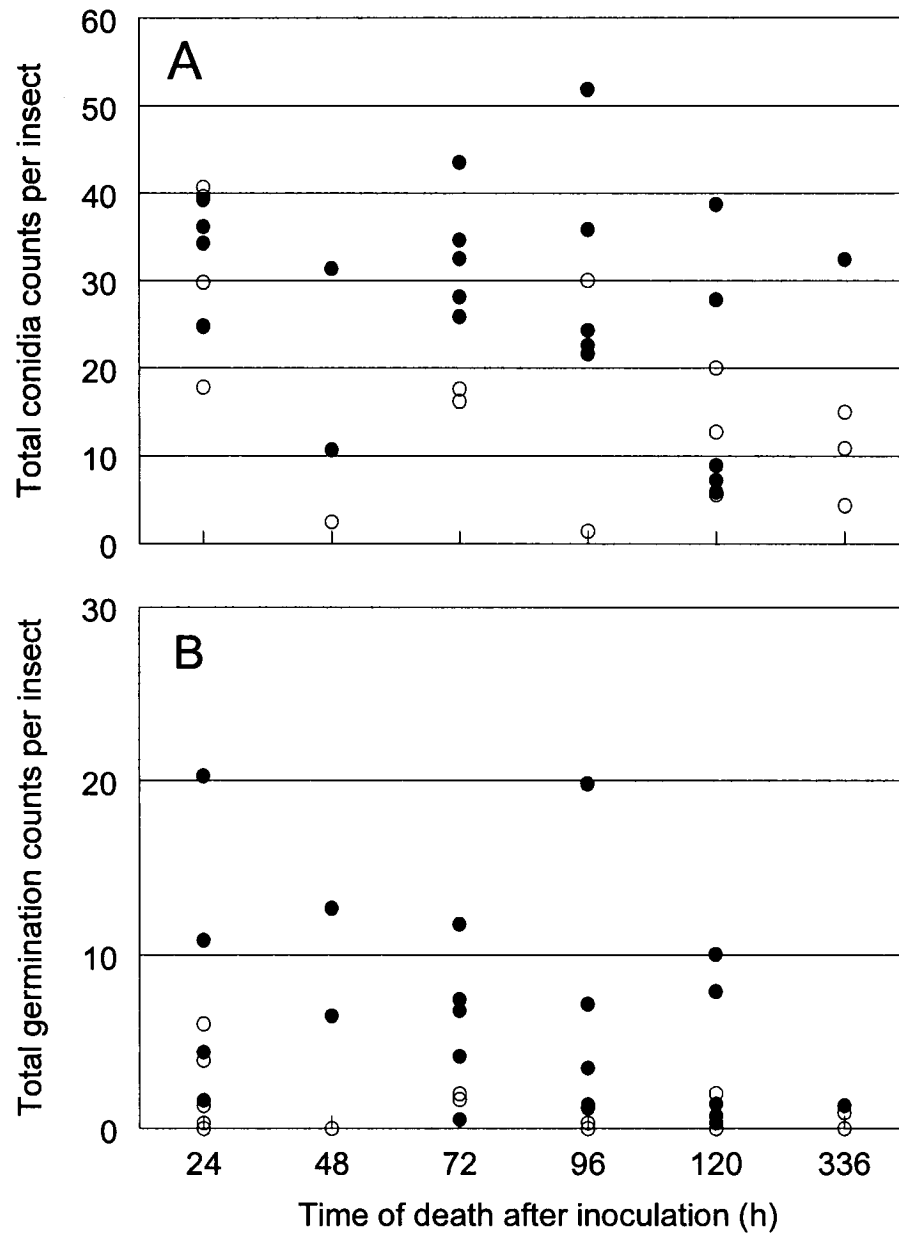 A
Total conidia counts per insect
60
50
40
30
20
10
0
B
Total germination counts per insect
30
20
10
0
24 48 72 96 120 336
Time of death after inoculation (h)